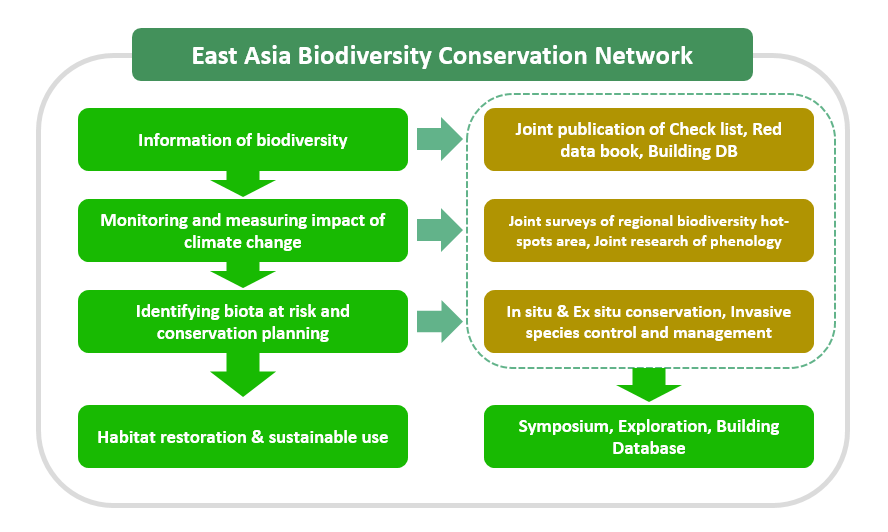 East Asia Biodiversity Conservation Network
Information of biodiversity
Joint publication of Check list, Red
data book, Building DB
Monitoring and measuring impact of
climate change
Joint surveys of regional biodiversity hot-
spots area, Joint research of phenology
Identifying biota at risk and
conservation planning
In situ & Ex situ conservation, Invasive
species control and management
Habitat restoration & sustainable use
Symposium, Exploration, Building
Database